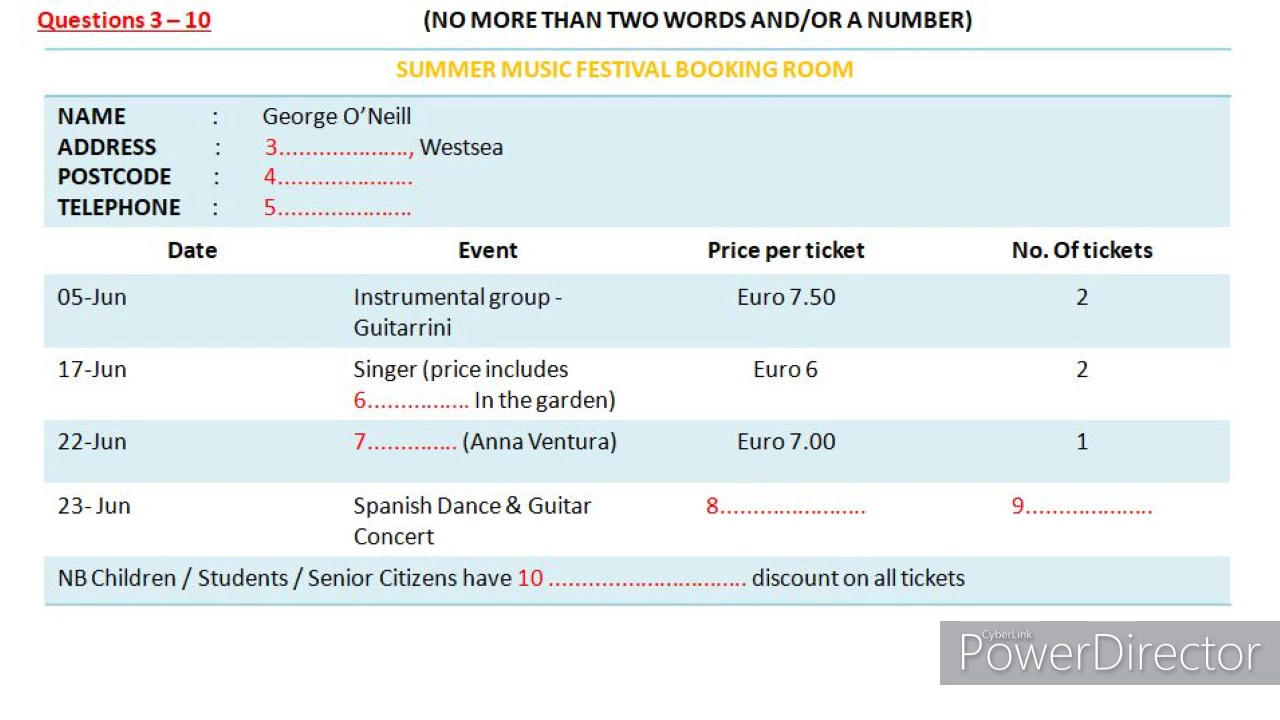 Questions 3 – 10 (NO MORE THAN TWO WORDS AND/OR A NUMBER)
SUMMER MUSIC FESTIVAL BOOKING ROOM
NAME : George O’Neill
ADDRESS : 3...................., Westsea
POSTCODE : 4.....................
TELEPHONE : 5....................
Date Event Price per ticket No. Of tickets
05-Jun Instrumental group - Euro 7.50 2
Guitarrini
17-Jun Singer (price includes Euro 6 2
6................ In the garden)
22-Jun 7.............. (Anna Ventura) Euro 7.00 1
23- Jun Spanish Dance & Guitar 8...................... 9...................
Concert
NB Children / Students / Senior Citizens have 10 .............................. discount on all tickets
CyberLink
PowerDirector